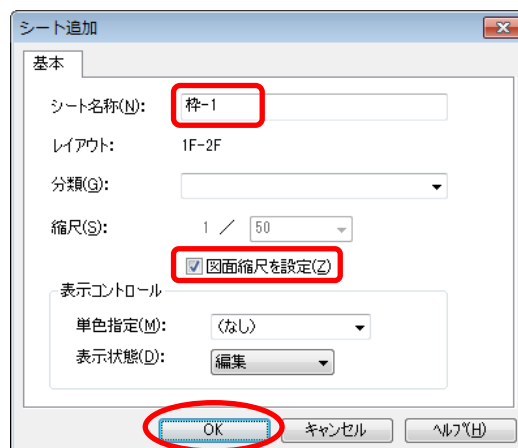 シート追加
基本
シート名称(N): 枠-1
レイアウト: 1F-2F
分類(G):
縮尺(S): 1 ／ 50
図面縮尺を設定(Z)
表示コントロール
単色指定(M): (なし)
表示状態(D): 編集
OK キャンセル ヘルプ(H)